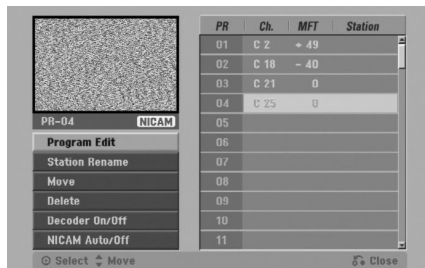 PR-04 NICAM
Program Edit
Station Rename
Move
Delete
Decoder On/Off
NICAM Auto/Off
Select Move
PR Ch. MFT Station
01 C 2 + 49
02 C 18 - 40
03 C 21 0
04 C 25 0
05
06
07
08
09
10
11
Close